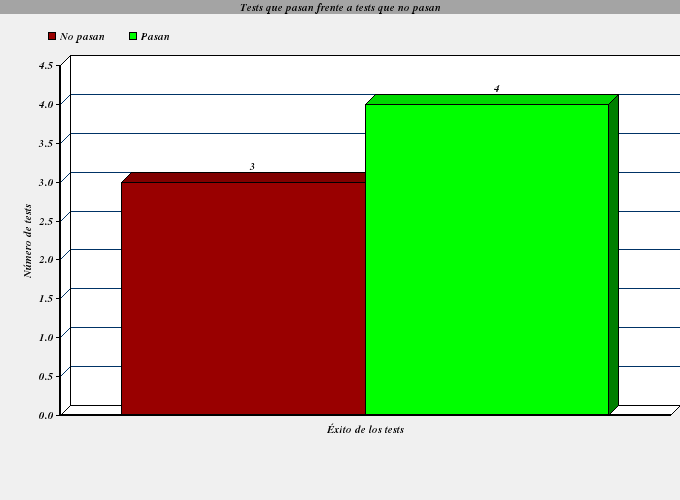 Tests que pasan frente a tests que no pasan
No pasan
Pasan
4.5
4.0
3.5
3.0
2.5
2.0
1.5
1.0
0.5
0.0
Número de tests
3
4
Éxito de los tests